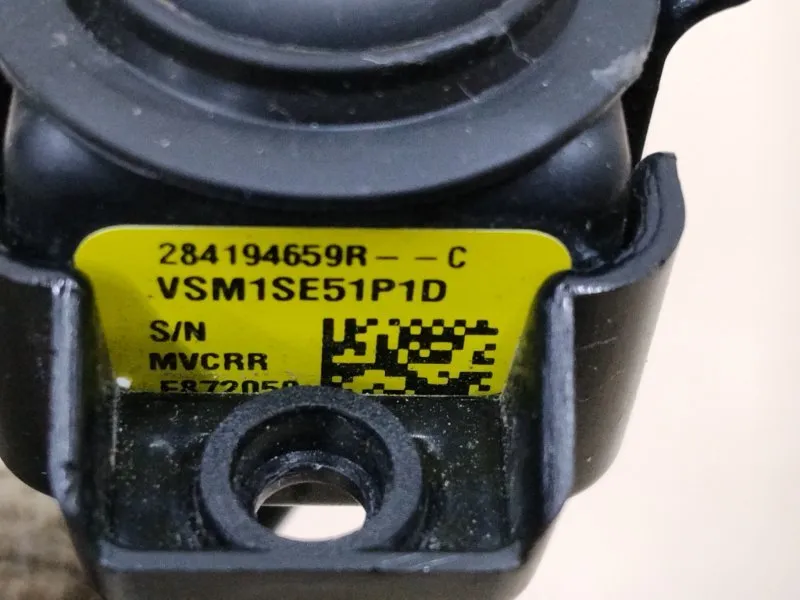 284194659R--C
VSM1SE51P1D
S/N
MVCRR